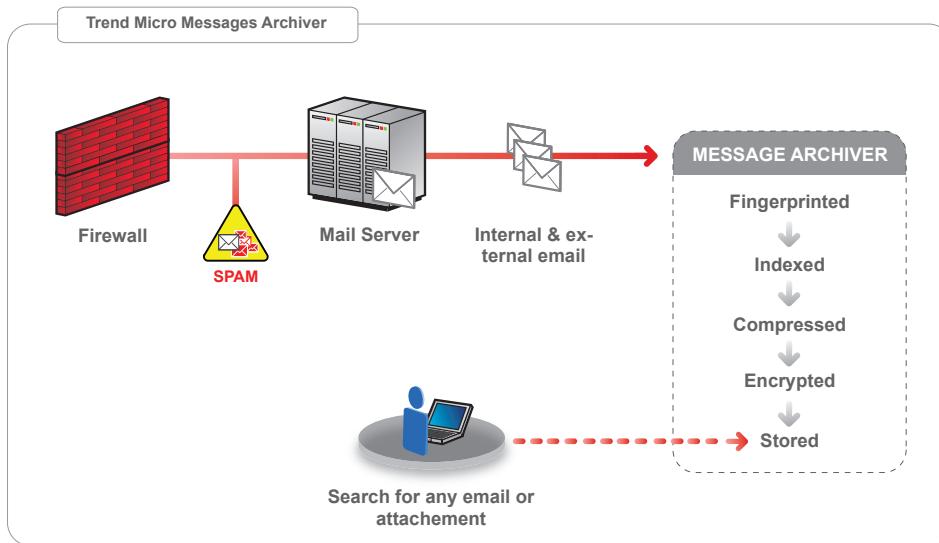 Trend Micro Messages Archiver
Firewall
SPAM
Mail Server
Internal & ex-
ternal email
MESSAGE ARCHIVER
Fingerprinted
Indexed
Compressed
Encrypted
Stored
Search for any email or
attachement